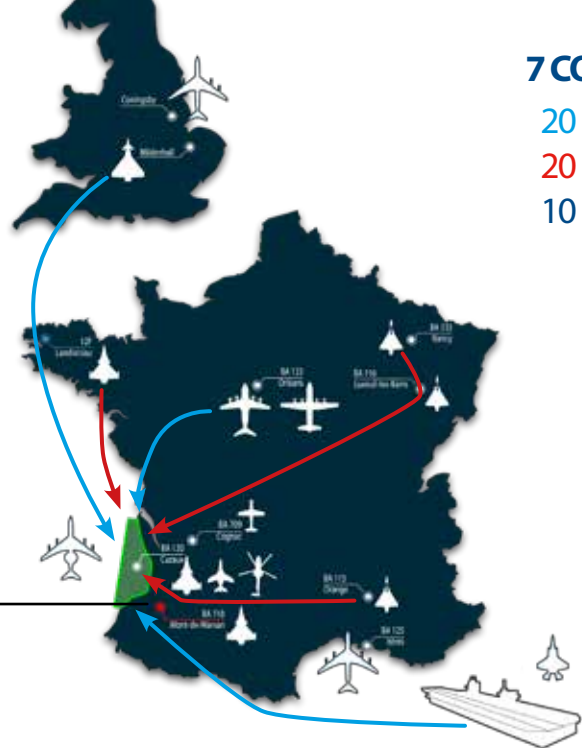 7 CO
20
20
10
Coningsby
Mildenhall
Landivisiau
BA 133
Nancy
BA 116
Luxeuil-les-Bains
BA 123
Orléans
BA 709
Cognac
BA 120
Cazaux
BA 115
Orange
BA 118
Mont-de-Marsan
BA 125
Istres